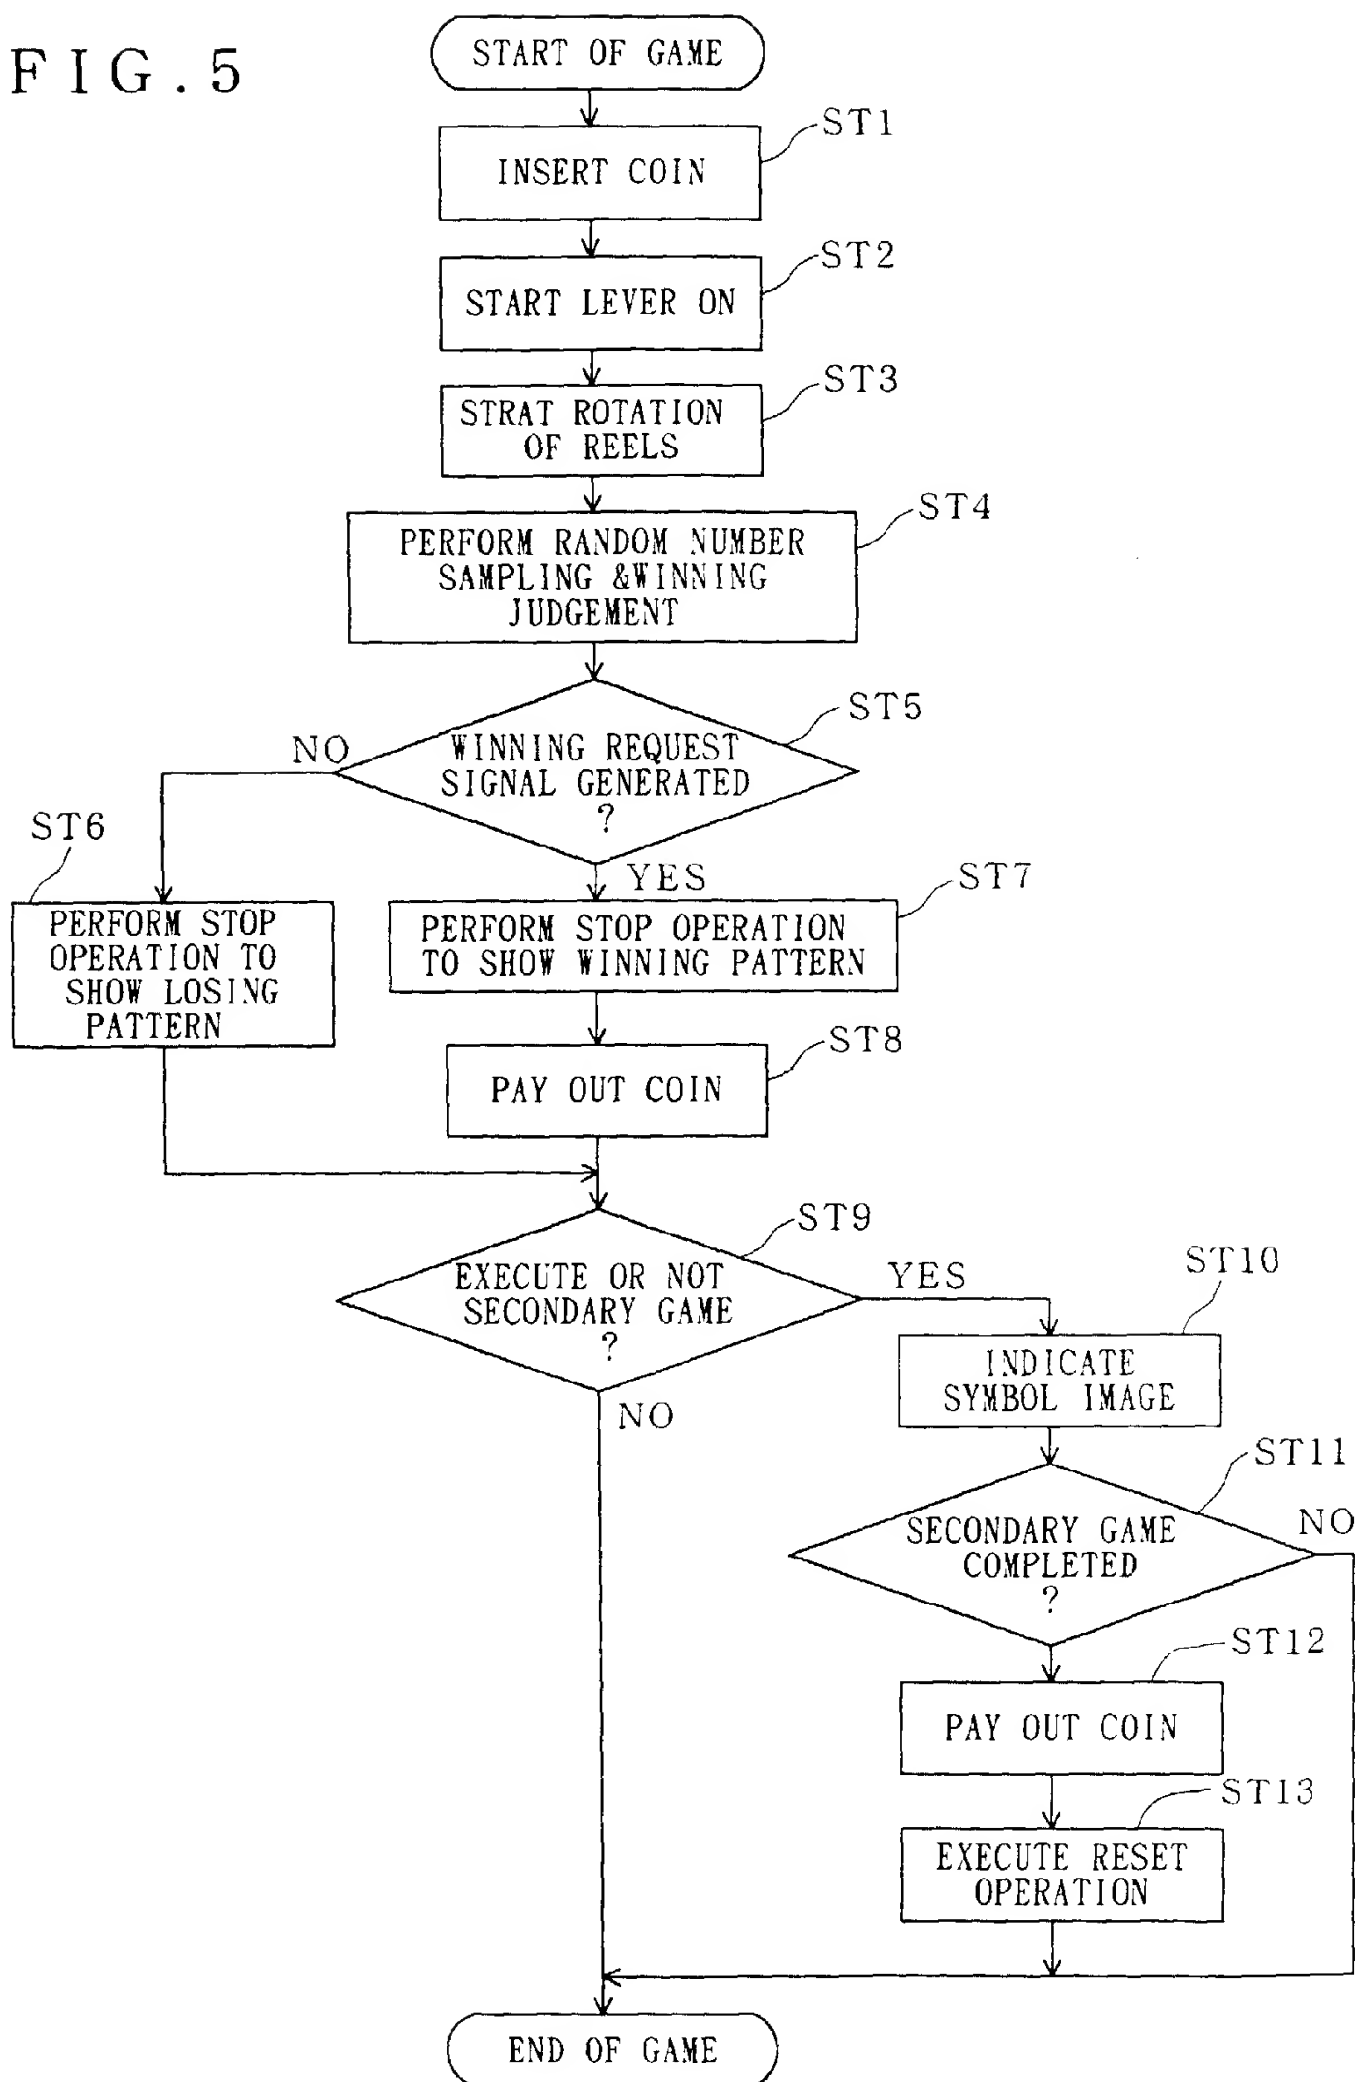 FIG.5
START OF GAME
ST1
INSERT COIN
ST2
START LEVER ON
ST3
STRAT ROTATION
OF REELS
ST4
PERFORM RANDOM NUMBER
SAMPLING &WINNING
JUDGEMENT
ST5
NO
WINNING REQUEST
SIGNAL GENERATED
?
YES
ST6
PERFORM STOP
OPERATION TO
SHOW LOSING
PATTERN
ST7
PERFORM STOP OPERATION
TO SHOW WINNING PATTERN
ST8
PAY OUT COIN
ST9
EXECUTE OR NOT
SECONDARY GAME
?
YES
NO
ST10
INDICATE
SYMBOL IMAGE
ST11
SECONDARY GAME
COMPLETED
?
NO
ST12
PAY OUT COIN
ST13
EXECUTE RESET
OPERATION
END OF GAME